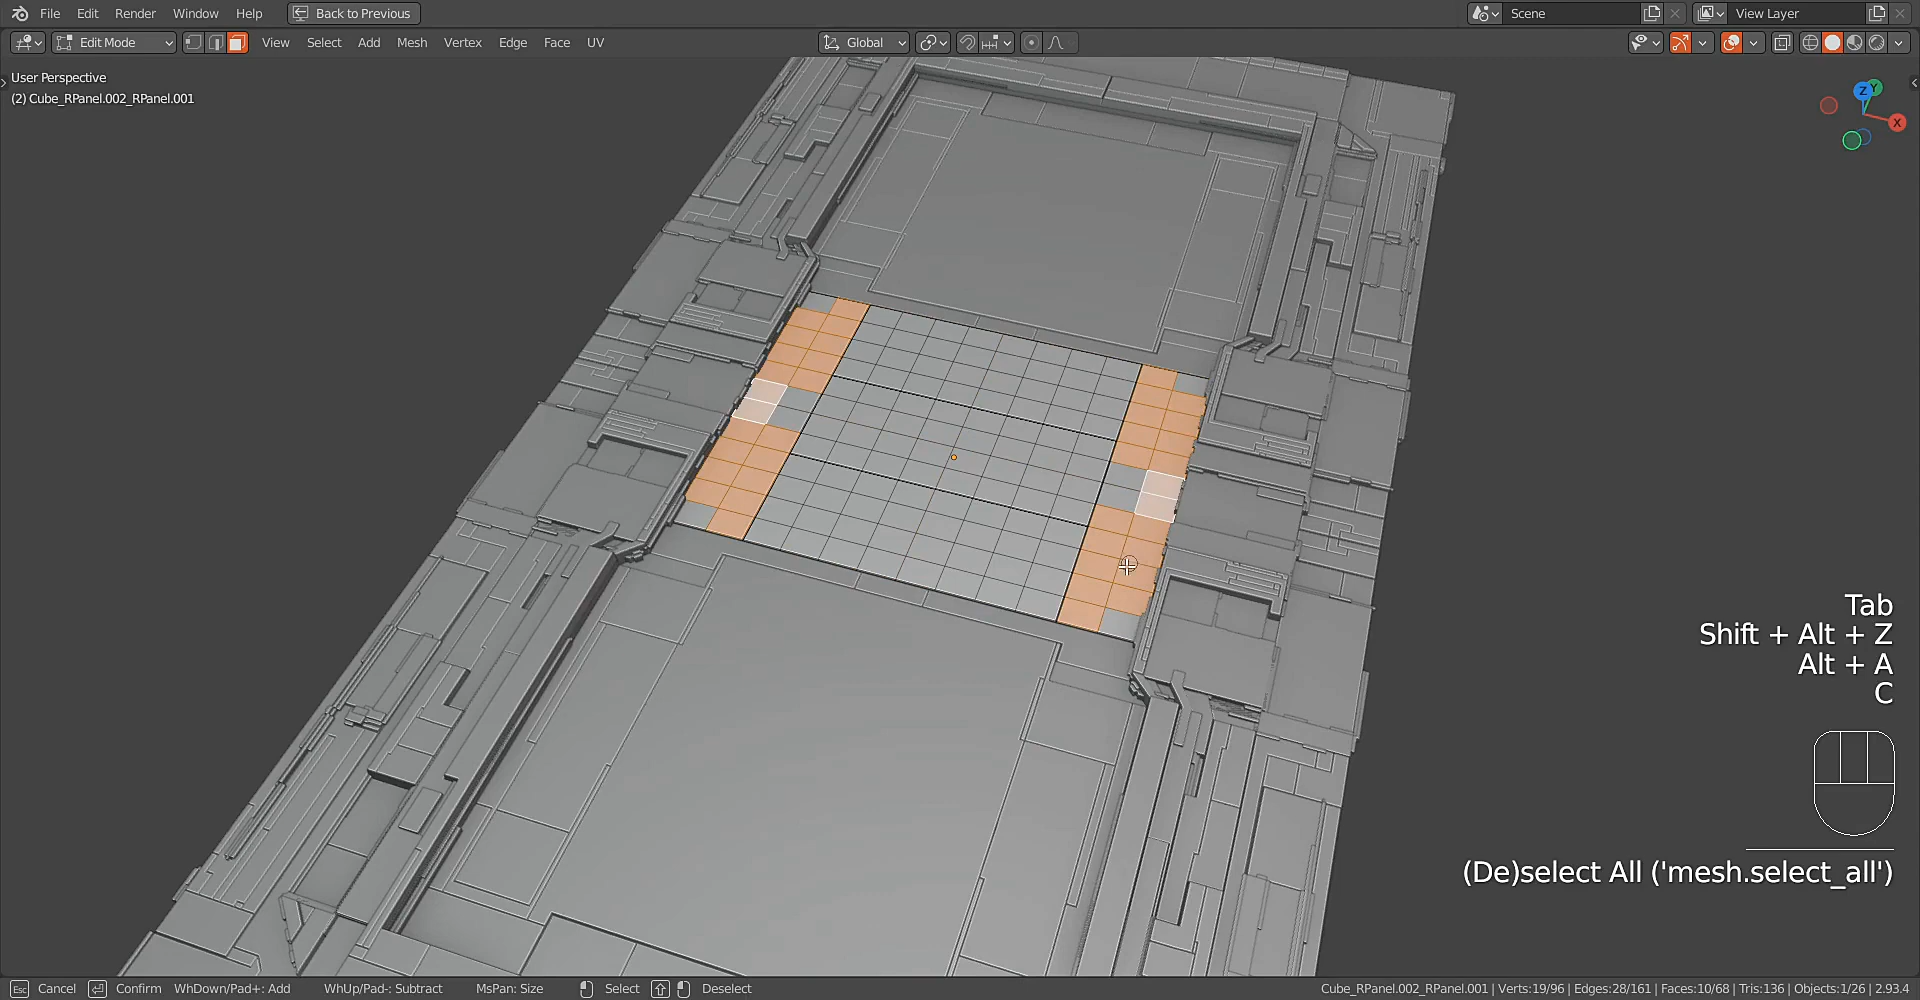 File Edit Render Window Help Back to Previous Scene View Layer
Edit Mode View Select Add Mesh Vertex Edge Face UV Global
User Perspective
(2) Cube_RPanel.002_RPanel.001
Z Y
X
Tab
Shift + Alt + Z
Alt + A
C
(De)select All ('mesh.select_all')
Esc Cancel Confirm WhDown/Pad+: Add WhUp/Pad-: Subtract MsPan: Size Select Deselect Cube_RPanel.002_RPanel.001 | Verts:19/96 | Edges:28/161 | Faces:10/68 | Tris:136 | Objects:1/26 | 2.93.4